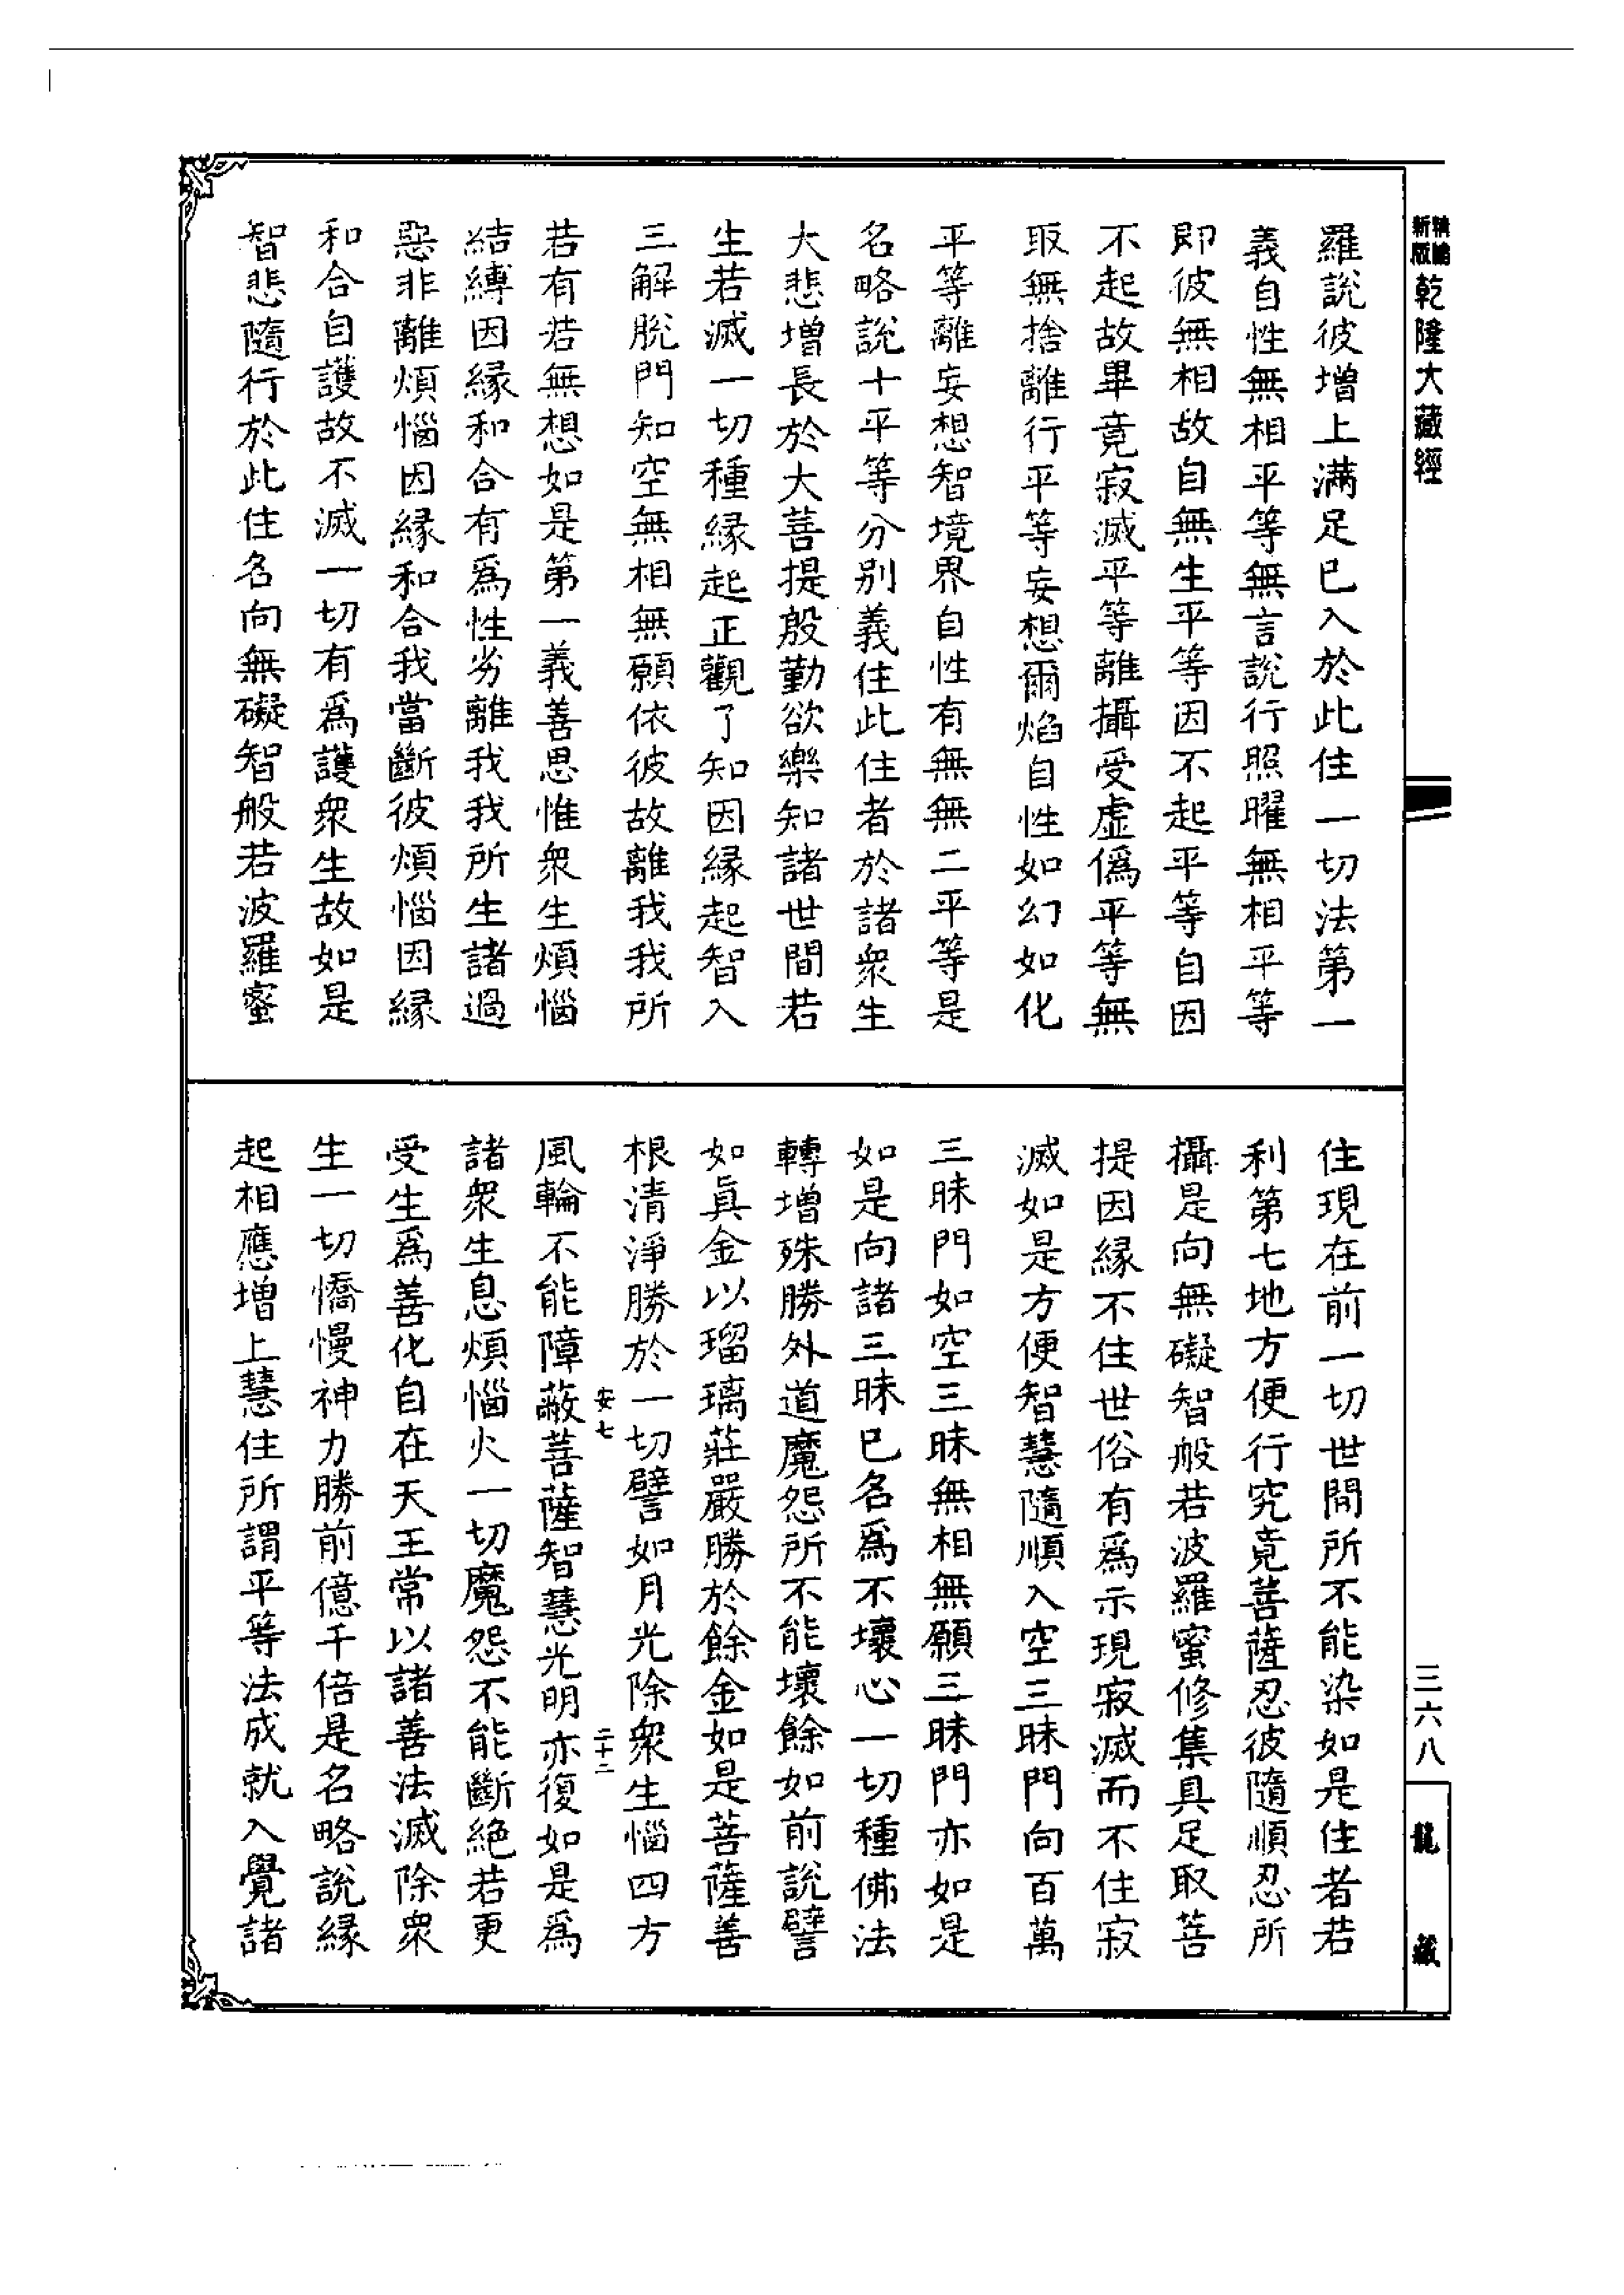 新版
精縮
乾隆大藏經
羅說彼增上滿足已入於此住一切法第一
義自性無相平等無言說行照曜無相平等
即彼無相故自無生平等因不起平等自因
不起故畢竟寂滅平等離攝受虛僞平等無
取無捨離行平等妄想爾焰自性如幻如化
平等離妄想智境界自性有無無二平等是
名略說十平等分別義住此住者於諸衆生
大悲增長於大菩提殷勤欲樂知諸世間若
生若滅一切種緣起正觀了知因緣起智入
三解脫門知空無相無願依彼故離我我所
若有若無想如是第一義善思惟衆生煩惱
結縛因緣和合有爲性劣離我我所生諸過
惡非離煩惱因緣和合我當斷彼煩惱因緣
和合自護故不滅一切有爲護衆生故如是
智悲隨行於此住名向無礙智般若波羅蜜
住現在前一切世間所不能染如是住者若
利第七地方便行究竟菩薩忍彼隨順忍所
攝是向無礙智般若波羅蜜修集具足取菩
提因緣不住世俗有爲示現寂滅而不住寂
滅如是方便智慧隨順入空三昧門向百萬
三昧門如空三昧無相無願三昧門亦如是
如是向諸三昧已名爲不壞心一切種佛法
轉增殊勝外道魔怨所不能壞餘如前說譬
如真金以瑠璃莊嚴勝於餘金如是菩薩善
根清淨勝於一切譬如月光除衆生惱四方
安七
二十二
風輪不能障蔽菩薩智慧光明亦復如是爲
諸衆生息煩惱火一切魔怨不能斷絶若更
受生爲善化自在天王常以諸善法滅除衆
生一切憍慢神力勝前億千倍是名略說緣
起相應增上慧住所謂平等法成就入覺諸
三六八
龍藏